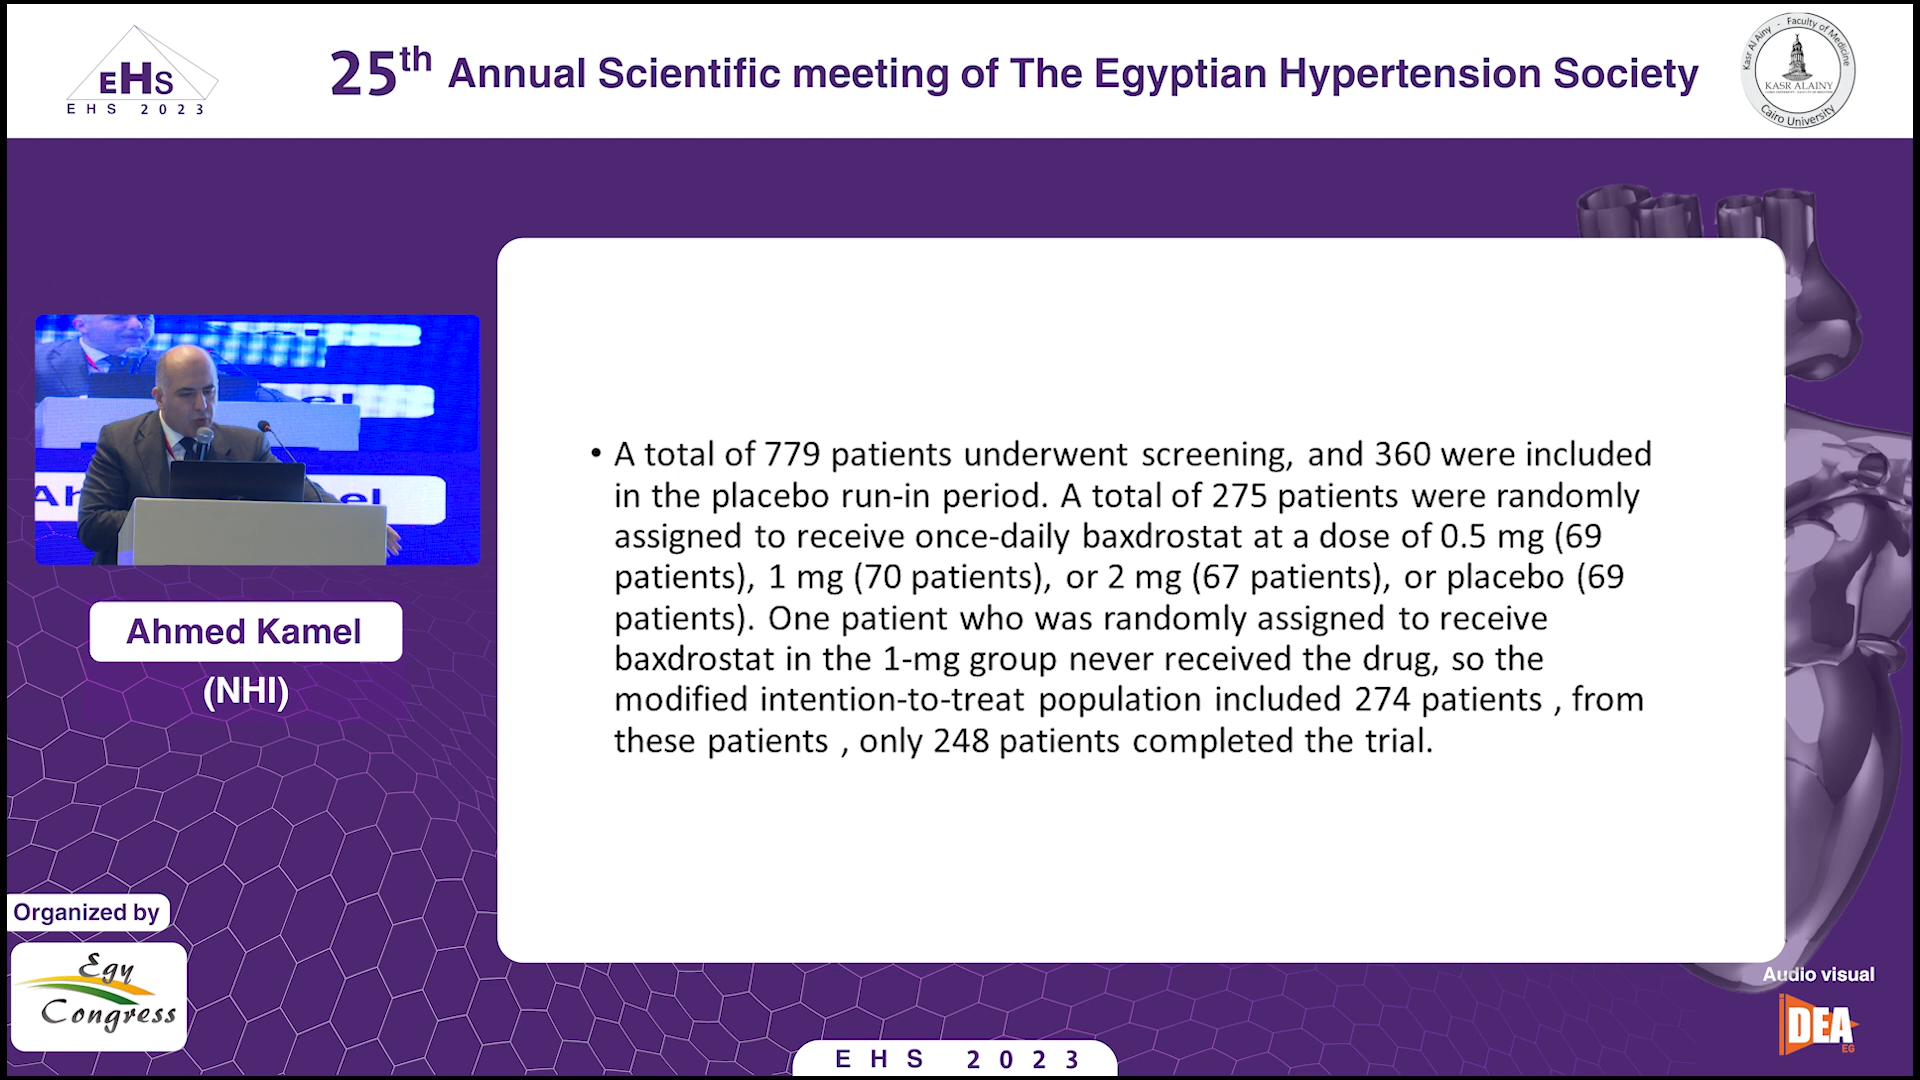 EHS
EHS 2023
25th Annual Scientific meeting of The Egyptian Hypertension Society
Kasr Al Ainy - Faculty of Medicine
KASR ALAINY
Cairo University
el
Ah el
Ahmed Kamel
(NHI)
• A total of 779 patients underwent screening, and 360 were included
in the placebo run-in period. A total of 275 patients were randomly
assigned to receive once-daily baxdrostat at a dose of 0.5 mg (69
patients), 1 mg (70 patients), or 2 mg (67 patients), or placebo (69
patients). One patient who was randomly assigned to receive
baxdrostat in the 1-mg group never received the drug, so the
modified intention-to-treat population included 274 patients , from
these patients , only 248 patients completed the trial.
Organized by
Egy
Congress
Audio visual
iDEA
EG
EHS 2023